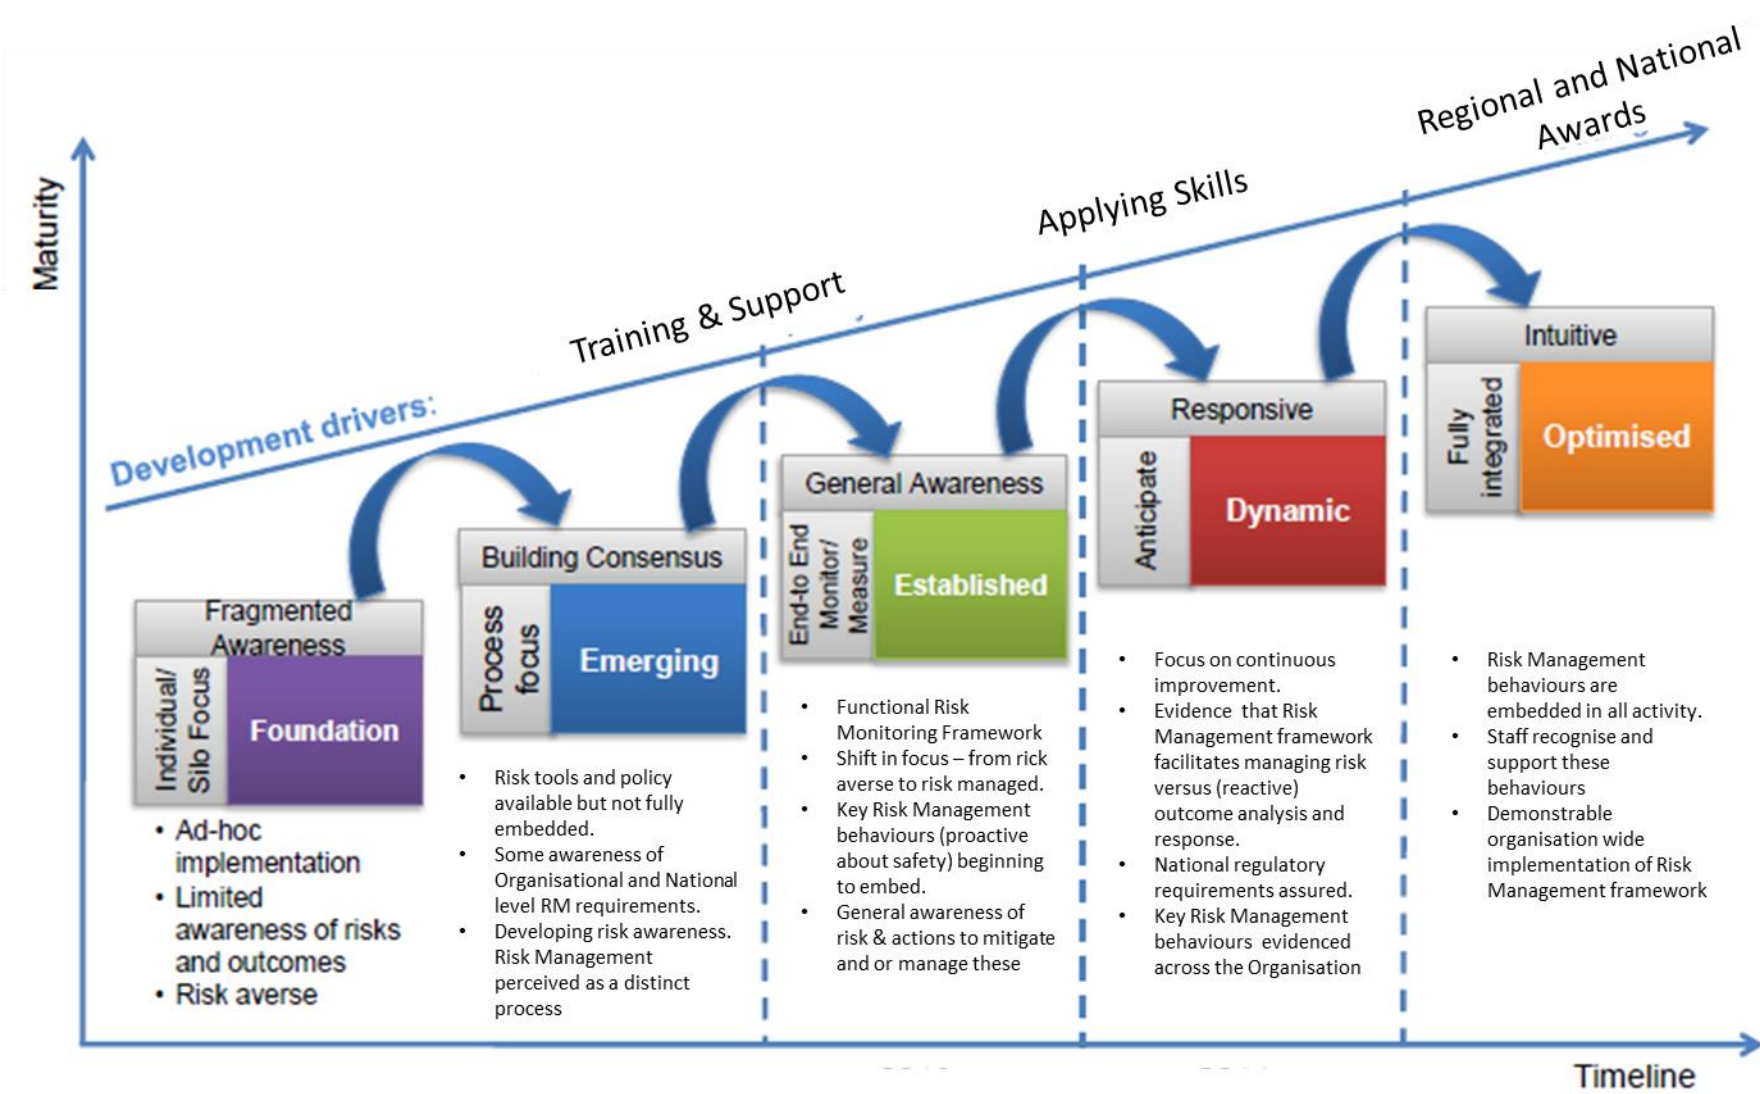 Regional and National
Awards
Applying Skills
Training & Support
Development drivers:
Maturity
Fragmented
Awareness
Individual/
Silo Focus
Foundation
• Ad-hoc
implementation
• Limited
awareness of risks
and outcomes
• Risk averse
Building Consensus
Process
focus
Emerging
• Risk tools and policy
available but not fully
embedded.
• Some awareness of
Organisational and National
level RM requirements.
• Developing risk awareness.
Risk Management
perceived as a distinct
process
General Awareness
End-to End
Monitor/
Measure
Established
• Functional Risk
Monitoring Framework
• Shift in focus – from rick
averse to risk managed.
• Key Risk Management
behaviours (proactive
about safety) beginning
to embed.
• General awareness of
risk & actions to mitigate
and or manage these
Responsive
Anticipate
Dynamic
• Focus on continuous
improvement.
• Evidence that Risk
Management framework
facilitates managing risk
versus (reactive)
outcome analysis and
response.
• National regulatory
requirements assured.
• Key Risk Management
behaviours evidenced
across the Organisation
Intuitive
Fully
integrated
Optimised
• Risk Management
behaviours are
embedded in all activity.
• Staff recognise and
support these
behaviours
• Demonstrable
organisation wide
implementation of Risk
Management framework
Timeline